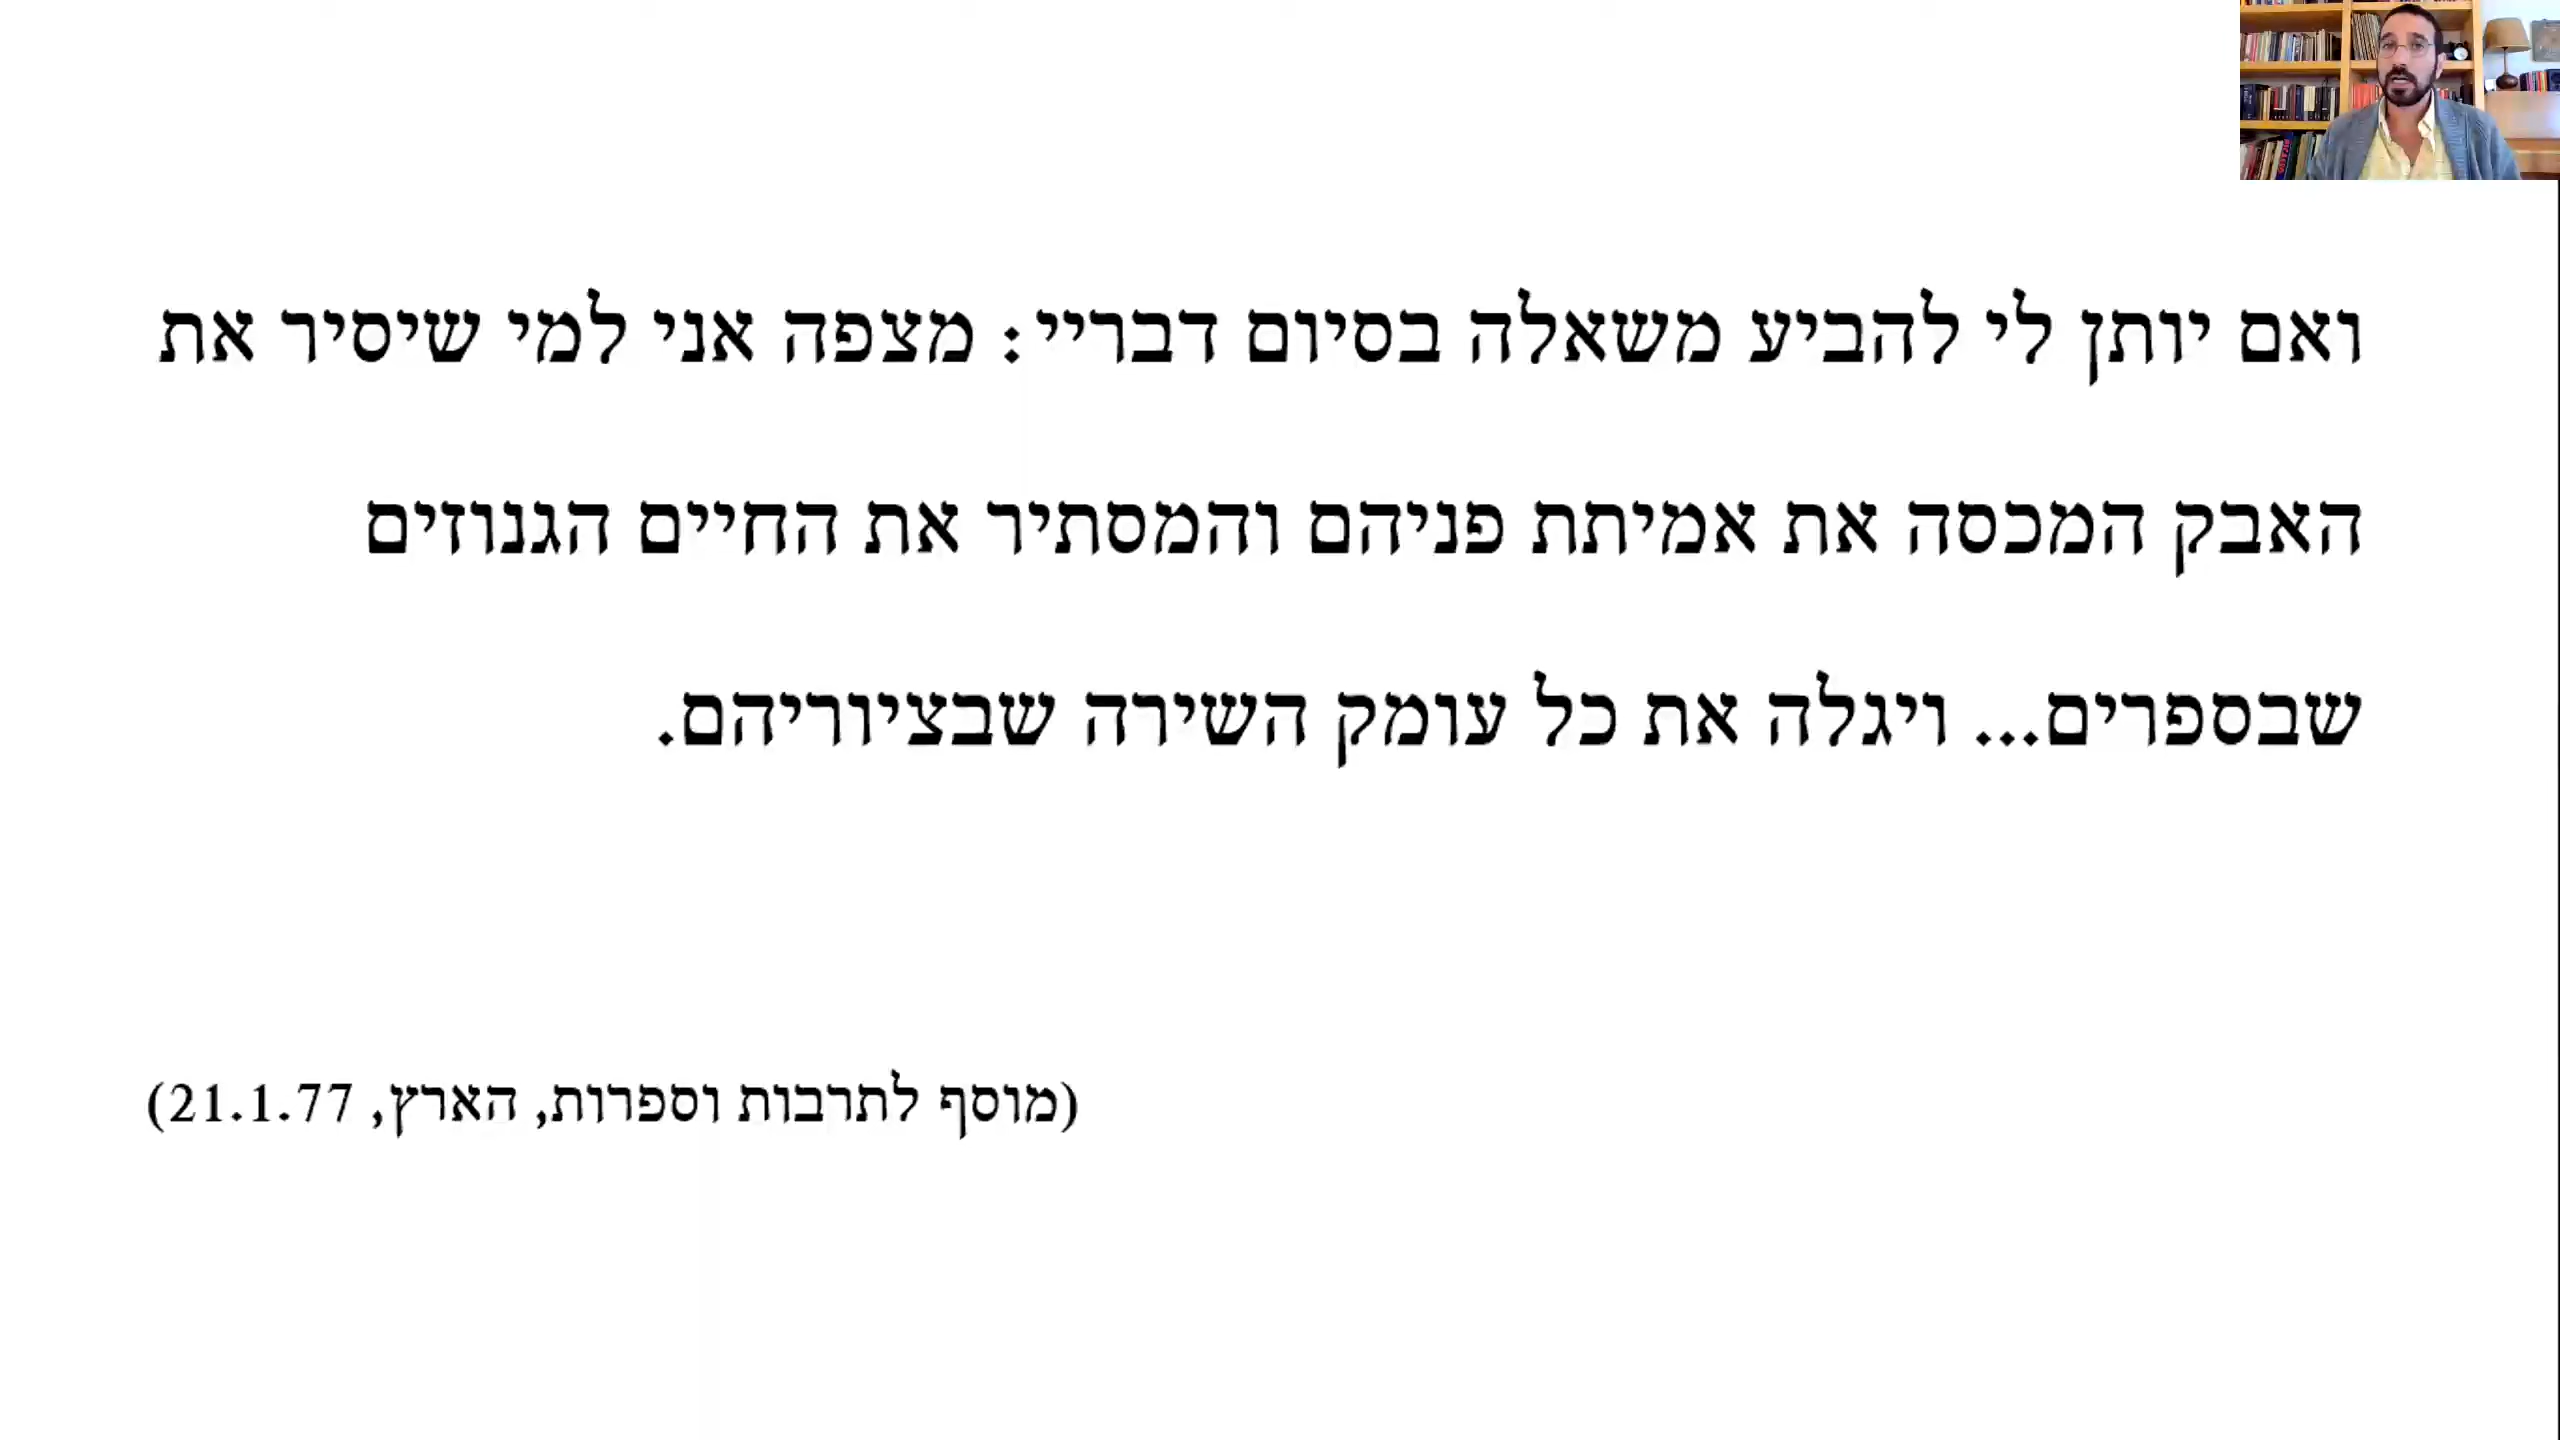 ואם יותן לי להביע משאלה בסיום דבריי: מצפה אני למי שיסיר את
האבק המכסה את אמיתת פניהם והמסתיר את החיים הגנוזים
שבספרים... ויגלה את כל עומק השירה שבציוריהם.
(מוסף לתרבות וספרות, הארץ, 21.1.77)